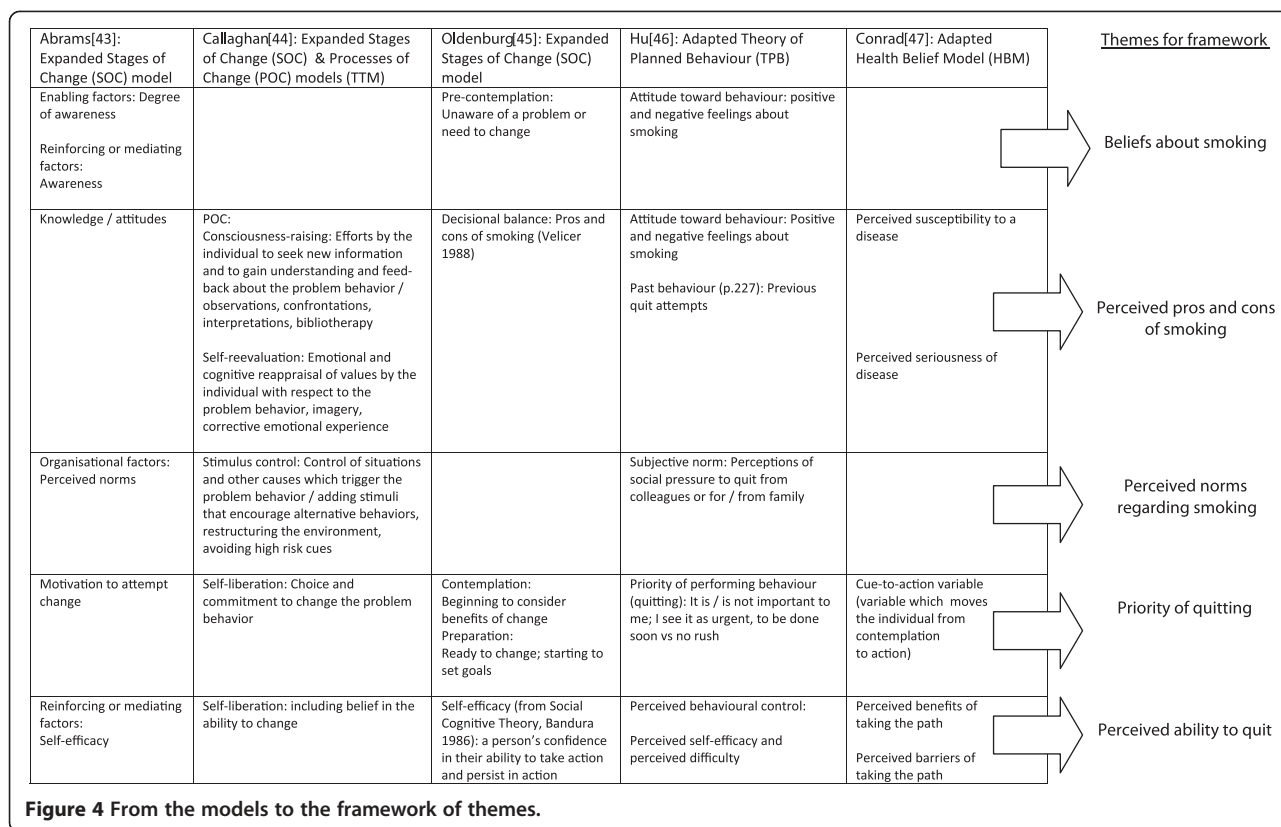 Abrams[43]:
Expanded Stages of
Change (SOC) model
Callaghan[44]: Expanded Stages
of Change (SOC) & Processes of
Change (POC) models (TTM)
Oldenburg[45]: Expanded
Stages of Change (SOC)
model
Hu[46]: Adapted Theory of
Planned Behaviour (TPB)
Conrad[47]: Adapted
Health Belief Model (HBM)
Themes for framework
Enabling factors: Degree
of awareness
Reinforcing or mediating
factors:
Awareness
Pre-contemplation:
Unaware of a problem or
need to change
Attitude toward behaviour: positive
and negative feelings about
smoking
Beliefs about smoking
Knowledge / attitudes
POC:
Consciousness-raising: Efforts by the
individual to seek new information
and to gain understanding and feed-
back about the problem behavior /
observations, confrontations,
interpretations, bibliotherapy
Self-reevaluation: Emotional and
cognitive reappraisal of values by the
individual with respect to the
problem behavior, imagery,
corrective emotional experience
Decisional balance: Pros and
cons of smoking (Velicer
1988)
Attitude toward behaviour: Positive
and negative feelings about
smoking
Past behaviour (p.227): Previous
quit attempts
Perceived susceptibility to a
disease
Perceived seriousness of
disease
Perceived pros and cons
of smoking
Organisational factors:
Perceived norms
Stimulus control: Control of situations
and other causes which trigger the
problem behavior / adding stimuli
that encourage alternative behaviors,
restructuring the environment,
avoiding high risk cues
Subjective norm: Perceptions of
social pressure to quit from
colleagues or for / from family
Perceived norms
regarding smoking
Motivation to attempt
change
Self-liberation: Choice and
commitment to change the problem
behavior
Contemplation:
Beginning to consider
benefits of change
Preparation:
Ready to change; starting to
set goals
Priority of performing behaviour
(quitting): It is / is not important to
me; I see it as urgent, to be done
soon vs no rush
Cue-to-action variable
(variable which moves
the individual from
contemplation
to action)
Priority of quitting
Reinforcing or mediating
factors:
Self-efficacy
Self-liberation: including belief in the
ability to change
Self-efficacy (from Social
Cognitive Theory, Bandura
1986): a person's confidence
in their ability to take action
and persist in action
Perceived behavioural control:
Perceived self-efficacy and
perceived difficulty
Perceived benefits of
taking the path
Perceived barriers of
taking the path
Perceived ability to quit
Figure 4 From the models to the framework of themes.